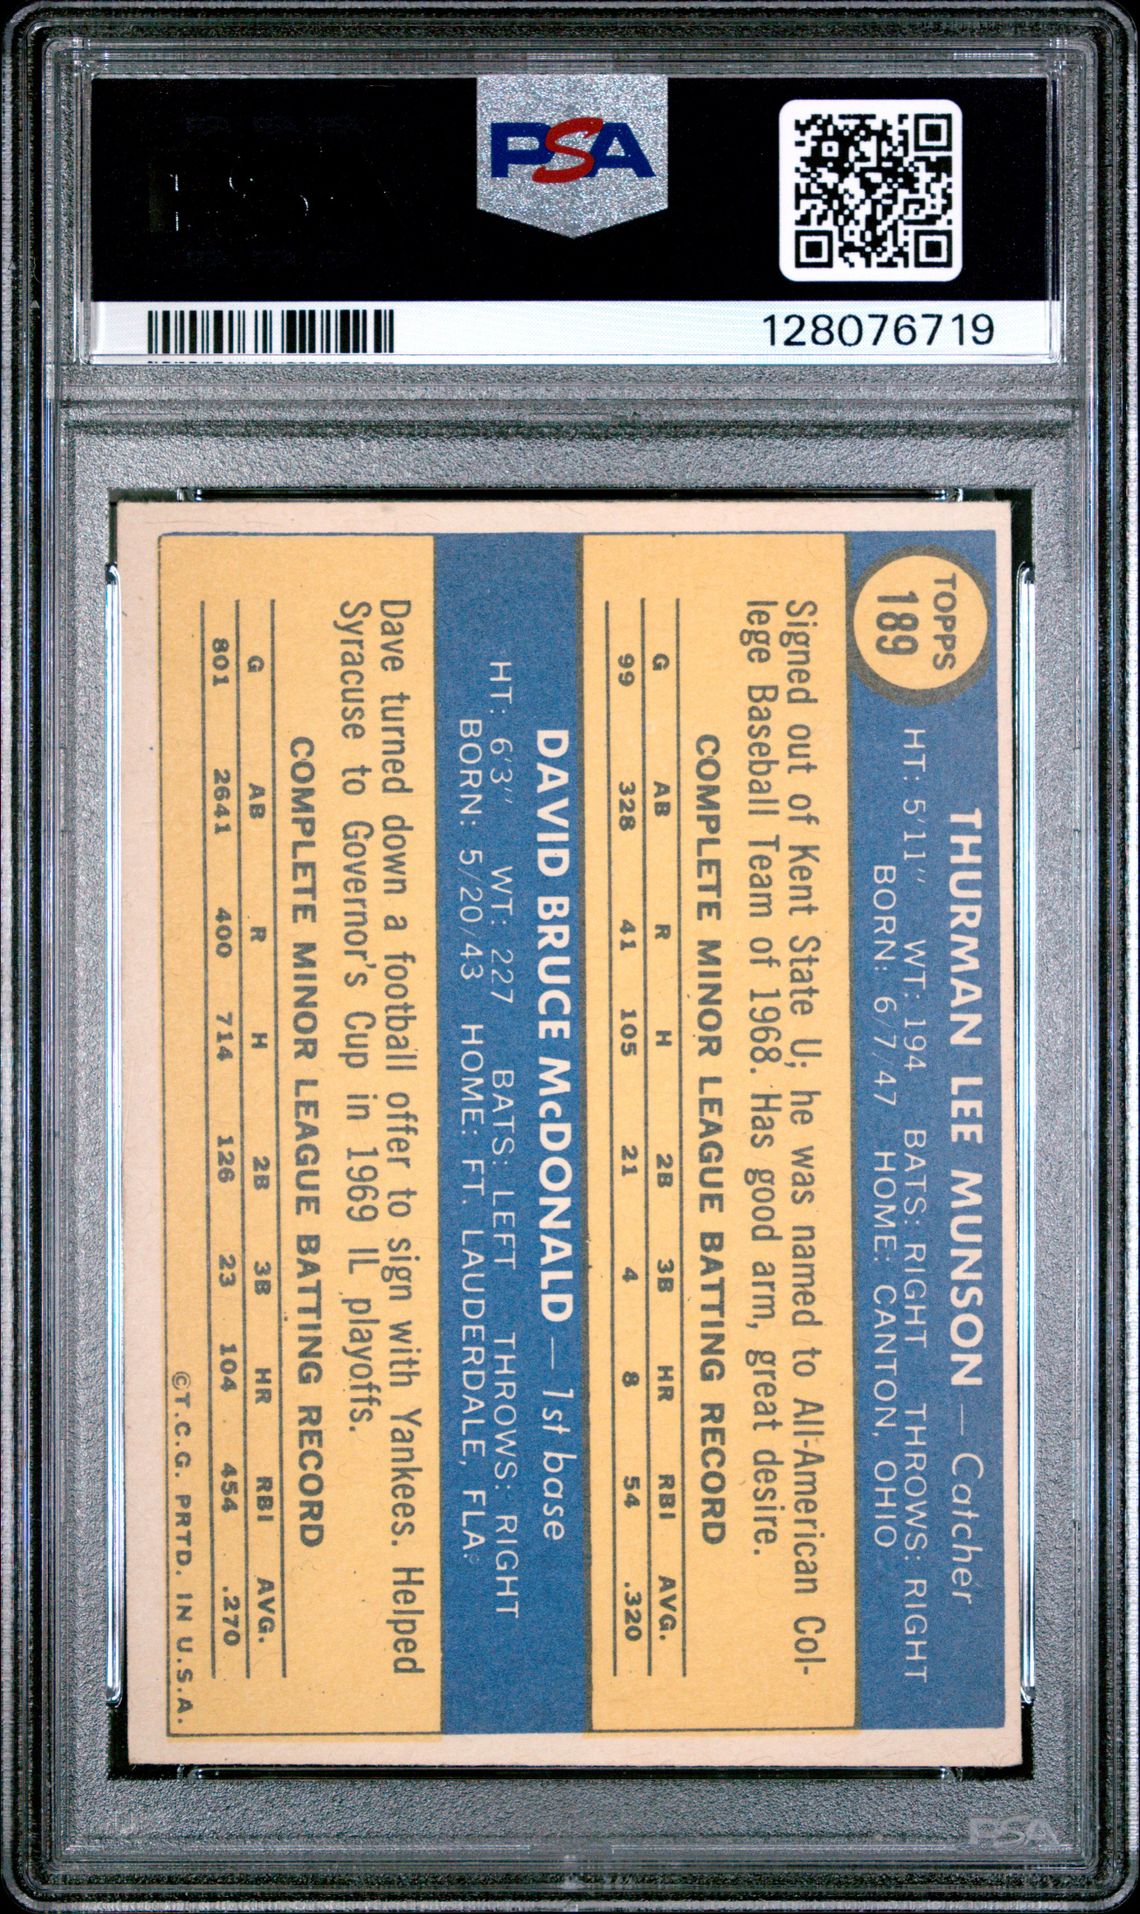 PSA
128076719
TOPPS
189
THURMAN LEE MUNSON — Catcher
HT: 5'11" WT: 194 BATS: RIGHT THROWS: RIGHT
BORN: 6/7/47 HOME: CANTON, OHIO
Signed out of Kent State U; he was named to All-American Col-
lege Baseball Team of 1968. Has good arm, great desire.
COMPLETE MINOR LEAGUE BATTING RECORD
G AB R H 2B 3B HR RBI AVG.
99 328 41 105 21 4 8 54 .320
DAVID BRUCE McDONALD — 1st base
HT: 6'3" WT: 227 BATS: LEFT THROWS: RIGHT
BORN: 5/20/43 HOME: FT. LAUDERDALE, FLA.
Dave turned down a football offer to sign with Yankees. Helped
Syracuse to Governor's Cup in 1969 IL playoffs.
COMPLETE MINOR LEAGUE BATTING RECORD
G AB R H 2B 3B HR RBI AVG.
801 2641 400 714 126 23 104 454 .270
©T.C.G. PRTD. IN U.S.A.
PSA